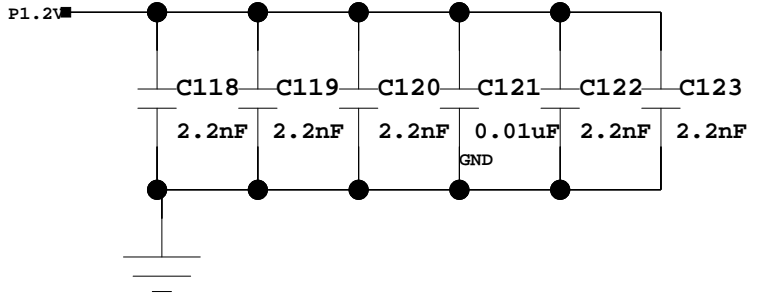 P1.2V
C118 C119 C120 C121 C122 C123
2.2nF 2.2nF 2.2nF 0.01uF 2.2nF 2.2nF
GND